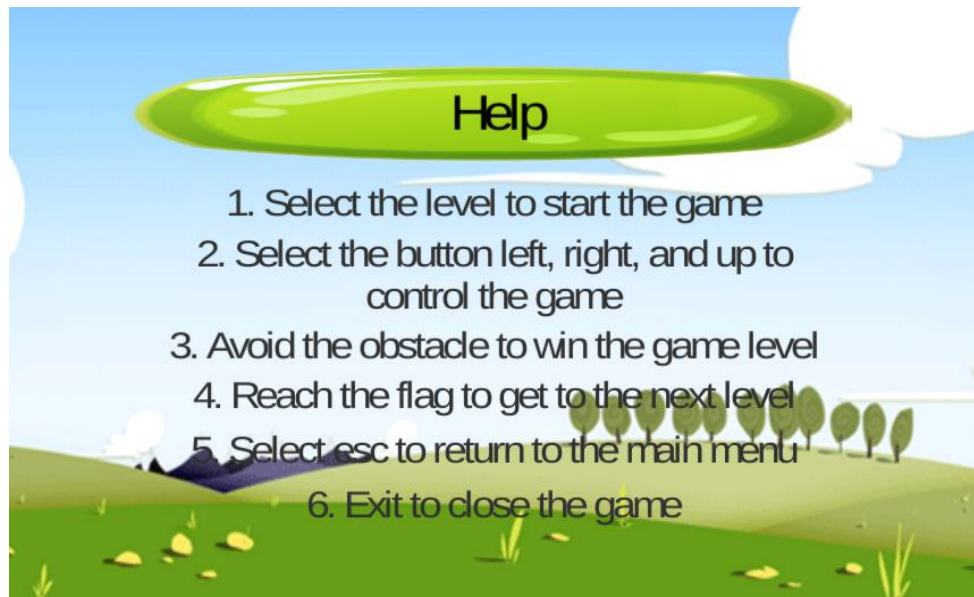 Help
1. Select the level to start the game
2. Select the button left, right, and up to
control the game
3. Avoid the obstacle to win the game level
4. Reach the flag to get to the next level
5. Select esc to return to the main menu
6. Exit to close the game